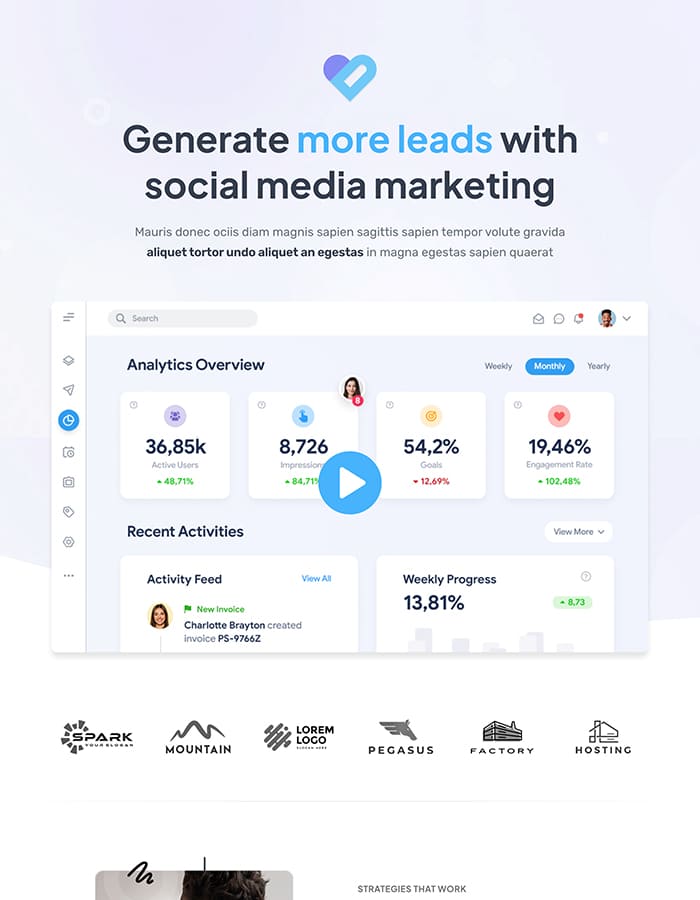 Generate more leads with
social media marketing
Mauris donec ociis diam magnis sapien sagittis sapien tempor volute gravida
aliquet tortor undo aliquet an egestas in magna egestas sapien quaerat
Search
Analytics Overview
Weekly
Monthly
Yearly
8
36,85k
Active Users
48,71%
8,726
Impressions
84,71%
54,2%
Goals
12,69%
19,46%
Engagement Rate
102,48%
Recent Activities
View More
Activity Feed
View All
New Invoice
Charlotte Brayton created
invoice PS-9766Z
Weekly Progress
13,81%
8,73
SPARK
YOUR SLOGAN
MOUNTAIN
LOREM
LOGO
SLOGAN HERE
PEGASUS
FACTORY
HOSTING
STRATEGIES THAT WORK